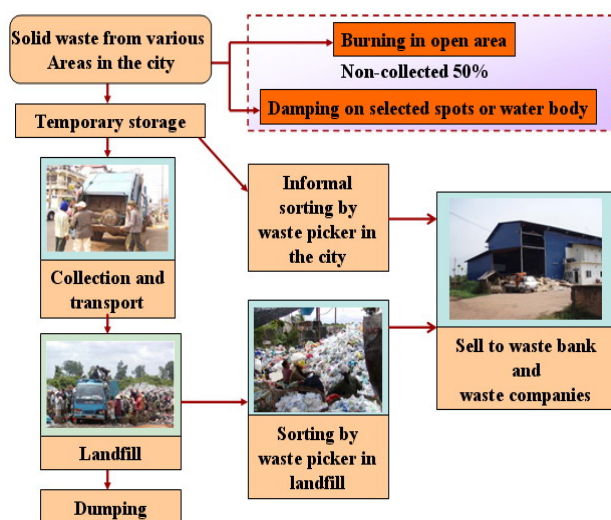 Solid waste from various
Areas in the city
Burning in open area
Non-collected 50%
Damping on selected spots or water body
Temporary storage
Informal
sorting by
waste picker in
the city
Collection and
transport
Sell to waste bank
and
waste companies
Landfill
Sorting by
waste picker in
landfill
Dumping